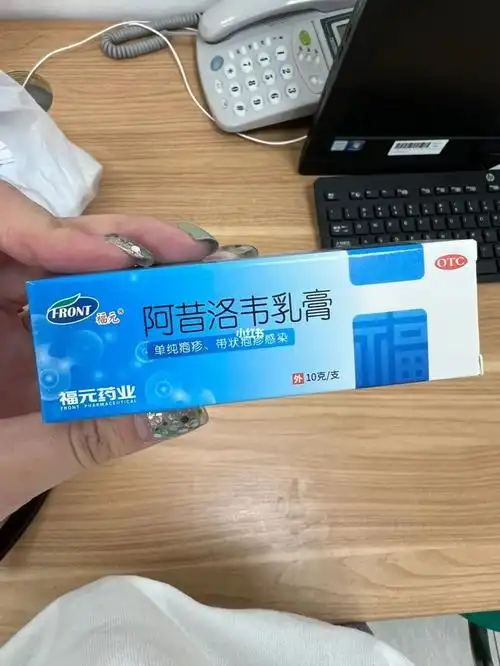 FRONT 福元®
阿昔洛韦乳膏
单纯疱疹、带状疱疹感染
小红书
OTC
福
福元药业
FRONT PHARMACEUTICAL
外 10克/支